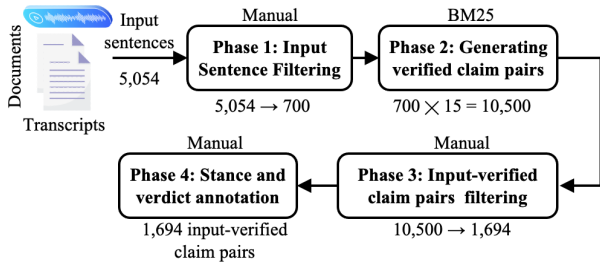 Documents
Transcripts
Input
sentences
5,054
Manual
Phase 1: Input
Sentence Filtering
5,054 → 700
BM25
Phase 2: Generating
verified claim pairs
700 × 15 = 10,500
Manual
Phase 3: Input-verified
claim pairs filtering
10,500 → 1,694
Manual
Phase 4: Stance and
verdict annotation
1,694 input-verified
claim pairs